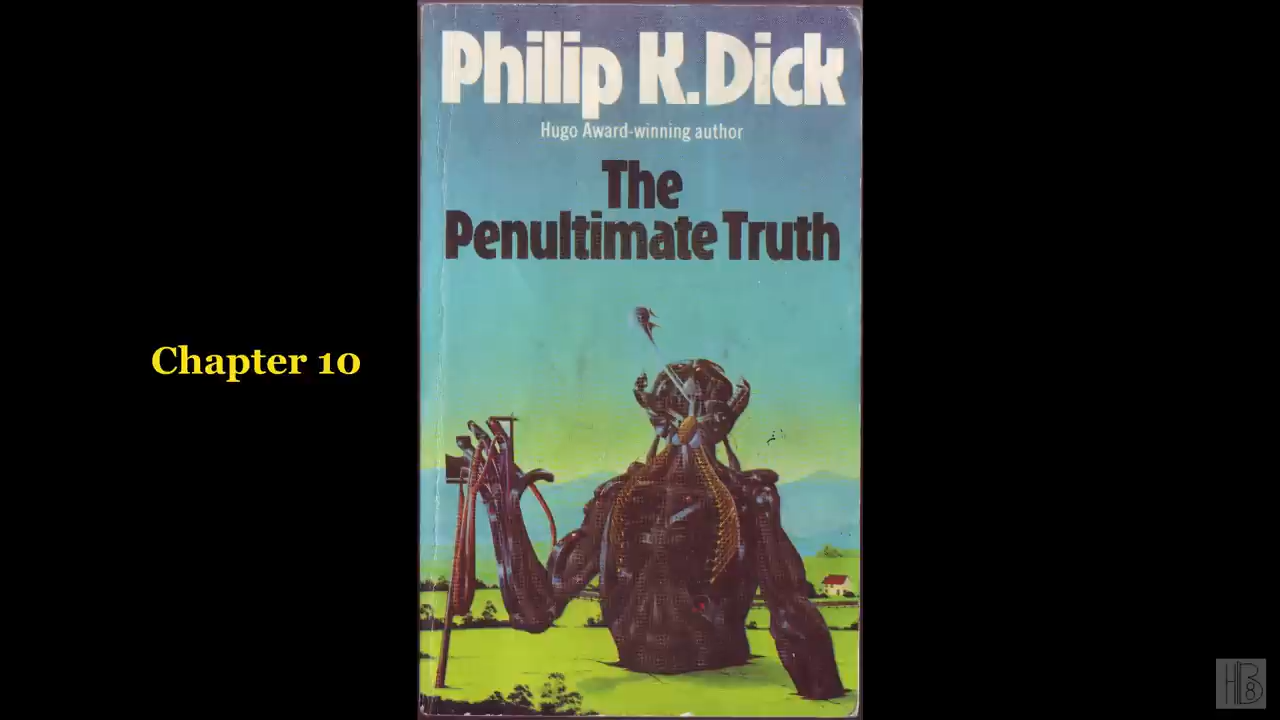 Philip K. Dick
Hugo Award-winning author
The
Penultimate Truth
Chapter 10